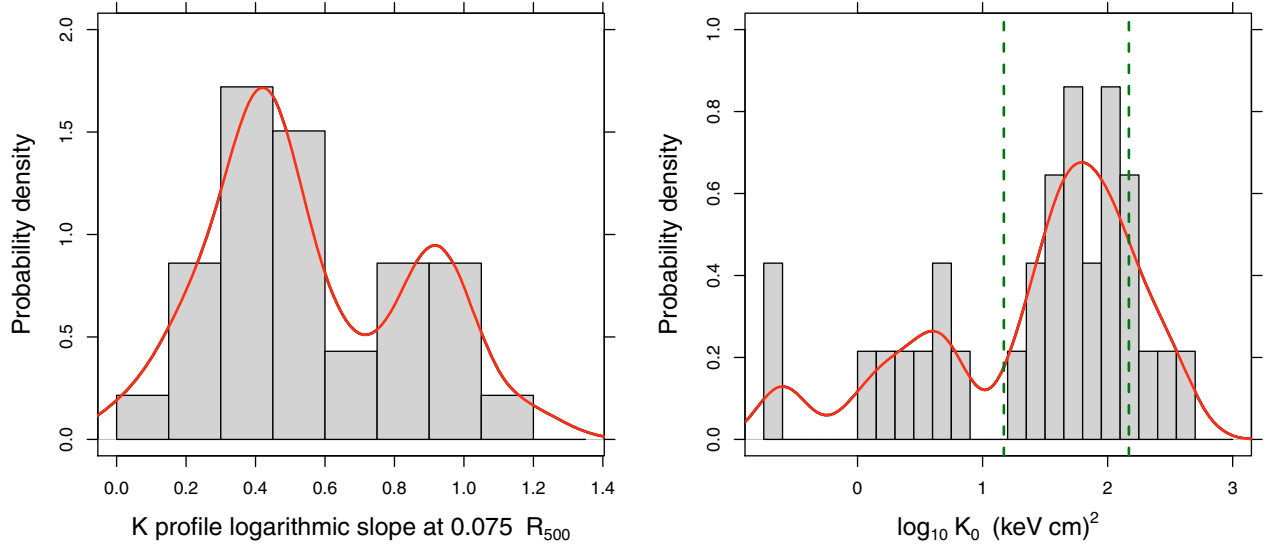 2.0
1.5
1.0
0.5
0.0
Probability density
0.0 0.2 0.4 0.6 0.8 1.0 1.2 1.4
K profile logarithmic slope at 0.075 R500
1.0
0.8
0.6
0.4
0.2
0.0
Probability density
0 1 2 3
log10 K0 (keV cm)2